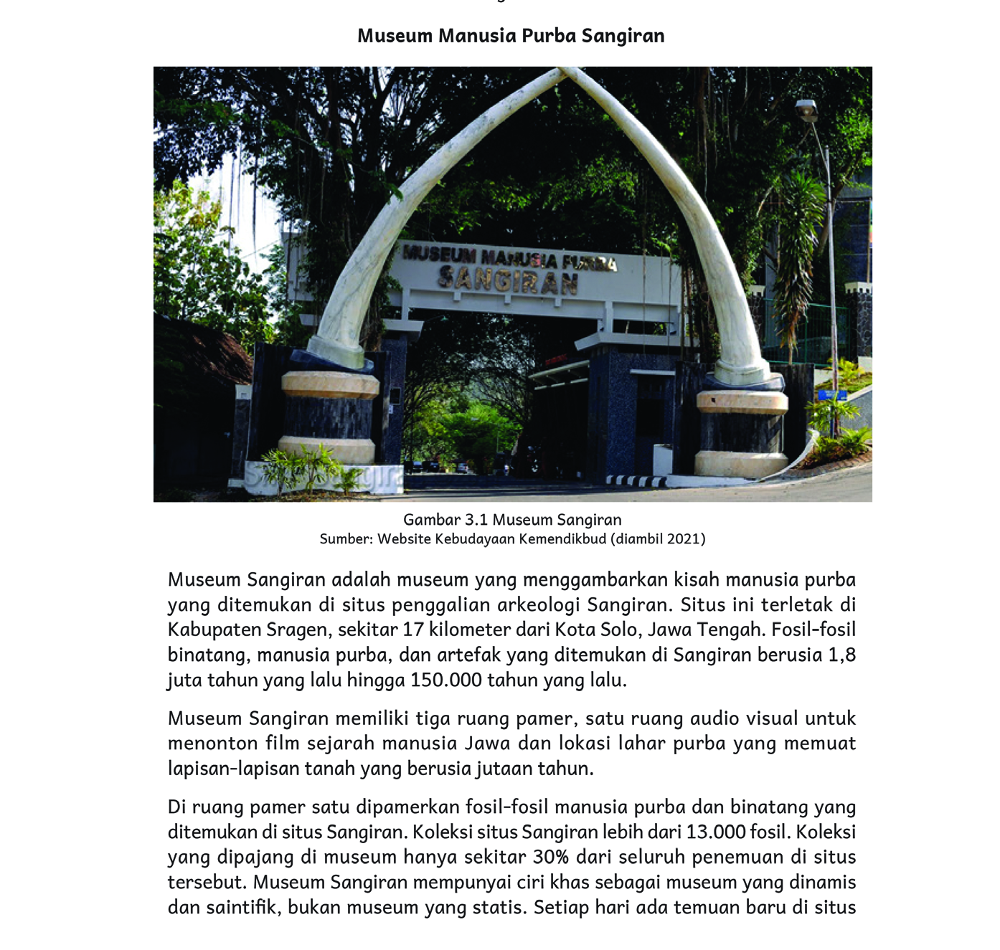 Museum Manusia Purba Sangiran
MUSEUM MANUSIA PURBA
SANGIRAN
Gambar 3.1 Museum Sangiran
Sumber: Website Kebudayaan Kemendikbud (diambil 2021)
Museum Sangiran adalah museum yang menggambarkan kisah manusia purba
yang ditemukan di situs penggalian arkeologi Sangiran. Situs ini terletak di
Kabupaten Sragen, sekitar 17 kilometer dari Kota Solo, Jawa Tengah. Fosil-fosil
binatang, manusia purba, dan artefak yang ditemukan di Sangiran berusia 1,8
juta tahun yang lalu hingga 150.000 tahun yang lalu.
Museum Sangiran memiliki tiga ruang pamer, satu ruang audio visual untuk
menonton film sejarah manusia Jawa dan lokasi lahar purba yang memuat
lapisan-lapisan tanah yang berusia jutaan tahun.
Di ruang pamer satu dipamerkan fosil-fosil manusia purba dan binatang yang
ditemukan di situs Sangiran. Koleksi situs Sangiran lebih dari 13.000 fosil. Koleksi
yang dipajang di museum hanya sekitar 30% dari seluruh penemuan di situs
tersebut. Museum Sangiran mempunyai ciri khas sebagai museum yang dinamis
dan saintifik, bukan museum yang statis. Setiap hari ada temuan baru di situs